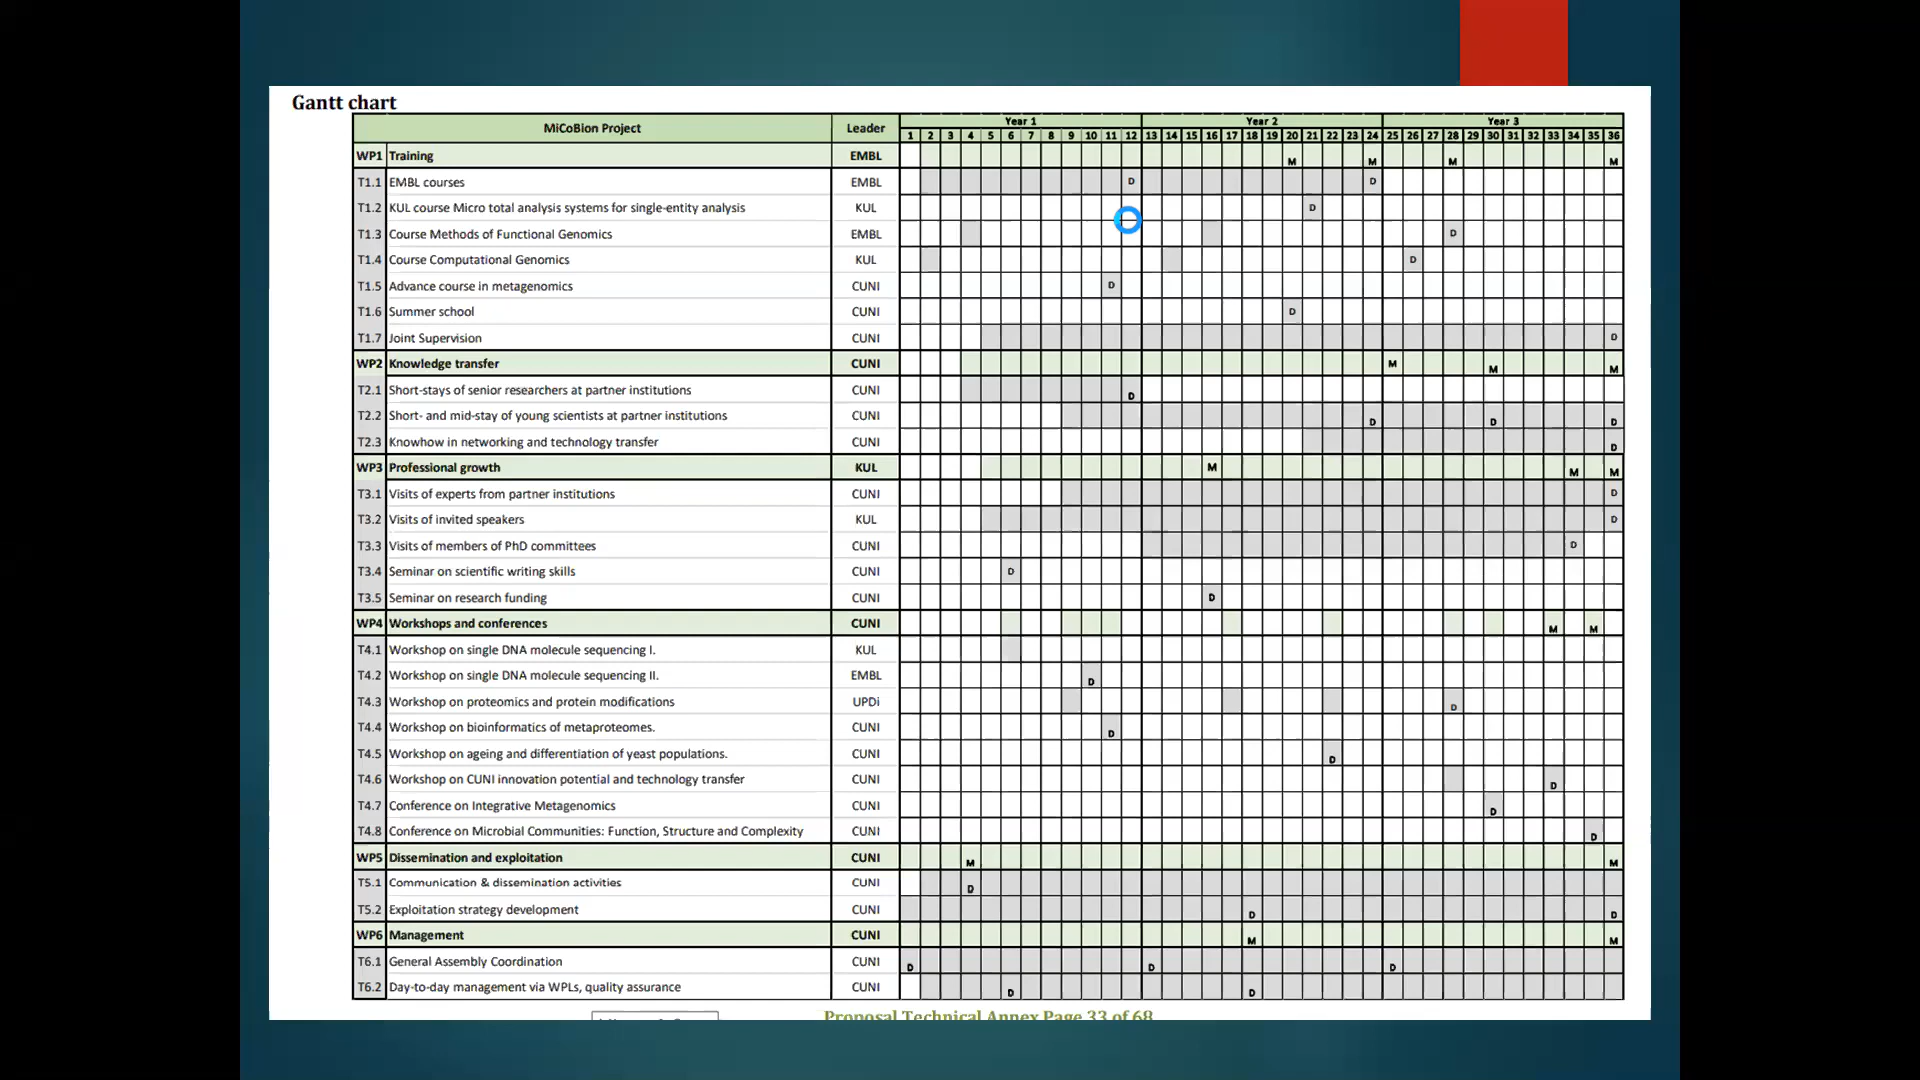 Gantt chart
MiCoBion Project Leader Year 1 Year 2 Year 3
1 2 3 4 5 6 7 8 9 10 11 12 13 14 15 16 17 18 19 20 21 22 23 24 25 26 27 28 29 30 31 32 33 34 35 36
WP1 Training EMBL M M M M
T1.1 EMBL courses EMBL D D
T1.2 KUL course Micro total analysis systems for single-entity analysis KUL D
T1.3 Course Methods of Functional Genomics EMBL D
T1.4 Course Computational Genomics KUL D
T1.5 Advance course in metagenomics CUNI D
T1.6 Summer school CUNI D
T1.7 Joint Supervision CUNI D
WP2 Knowledge transfer CUNI M M M
T2.1 Short-stays of senior researchers at partner institutions CUNI D
T2.2 Short- and mid-stay of young scientists at partner institutions CUNI D D D
T2.3 Knowhow in networking and technology transfer CUNI D
WP3 Professional growth KUL M M M
T3.1 Visits of experts from partner institutions CUNI D
T3.2 Visits of invited speakers KUL D
T3.3 Visits of members of PhD committees CUNI D
T3.4 Seminar on scientific writing skills CUNI D
T3.5 Seminar on research funding CUNI D
WP4 Workshops and conferences CUNI M M
T4.1 Workshop on single DNA molecule sequencing I. KUL
T4.2 Workshop on single DNA molecule sequencing II. EMBL D
T4.3 Workshop on proteomics and protein modifications UPDi D
T4.4 Workshop on bioinformatics of metaproteomes. CUNI D
T4.5 Workshop on ageing and differentiation of yeast populations. CUNI D
T4.6 Workshop on CUNI innovation potential and technology transfer CUNI D
T4.7 Conference on Integrative Metagenomics CUNI D
T4.8 Conference on Microbial Communities: Function, Structure and Complexity CUNI D
WP5 Dissemination and exploitation CUNI M M
T5.1 Communication & dissemination activities CUNI D
T5.2 Exploitation strategy development CUNI D D
WP6 Management CUNI M M
T6.1 General Assembly Coordination CUNI D D D
T6.2 Day-to-day management via WPLs, quality assurance CUNI D D
Proposal Technical Annex Page 33 of 68